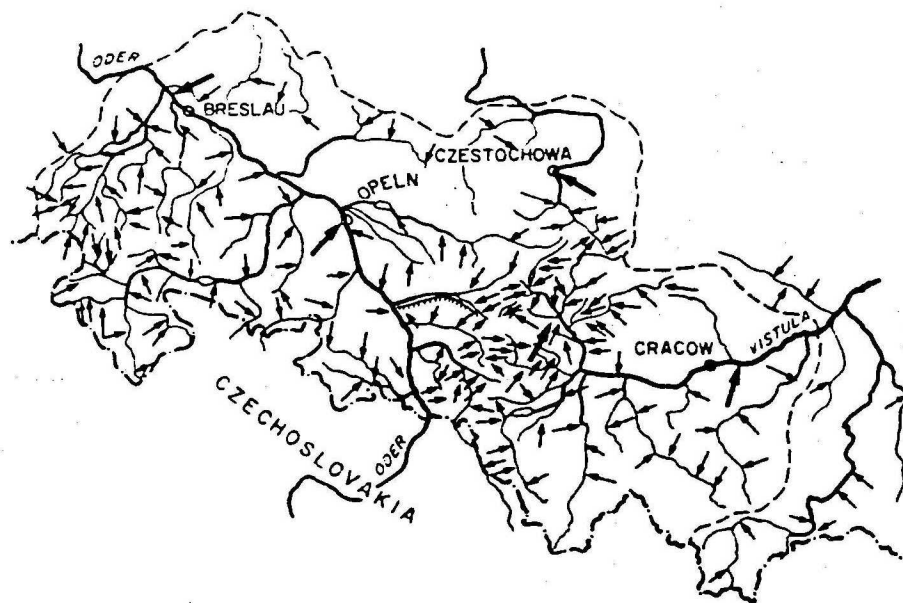 ODER
BRESLAU
CZESTOCHOWA
OPELN
CRACOW
VISTULA
CZECHOSLOVAKIA
ODER